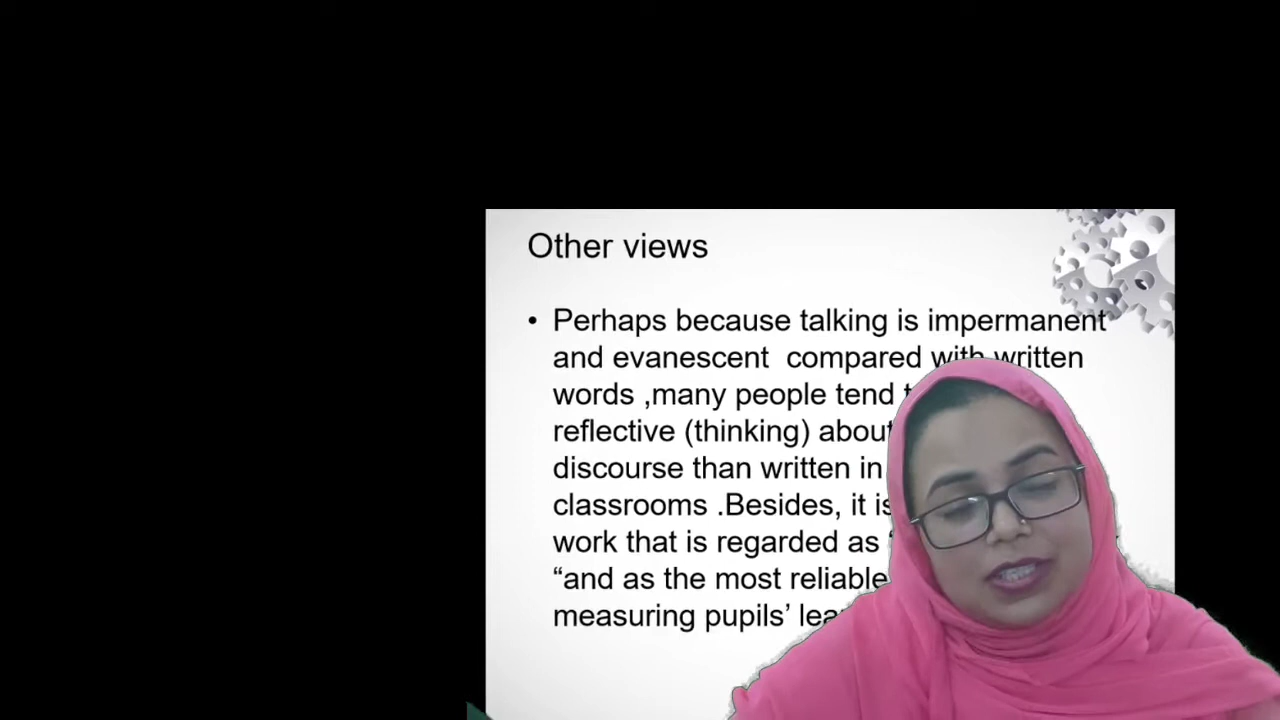 Other views
• Perhaps because talking is impermanent
and evanescent compared with written
words ,many people tend
reflective (thinking) about
discourse than written in
classrooms .Besides, it is
work that is regarded as
“and as the most reliable
measuring pupils’